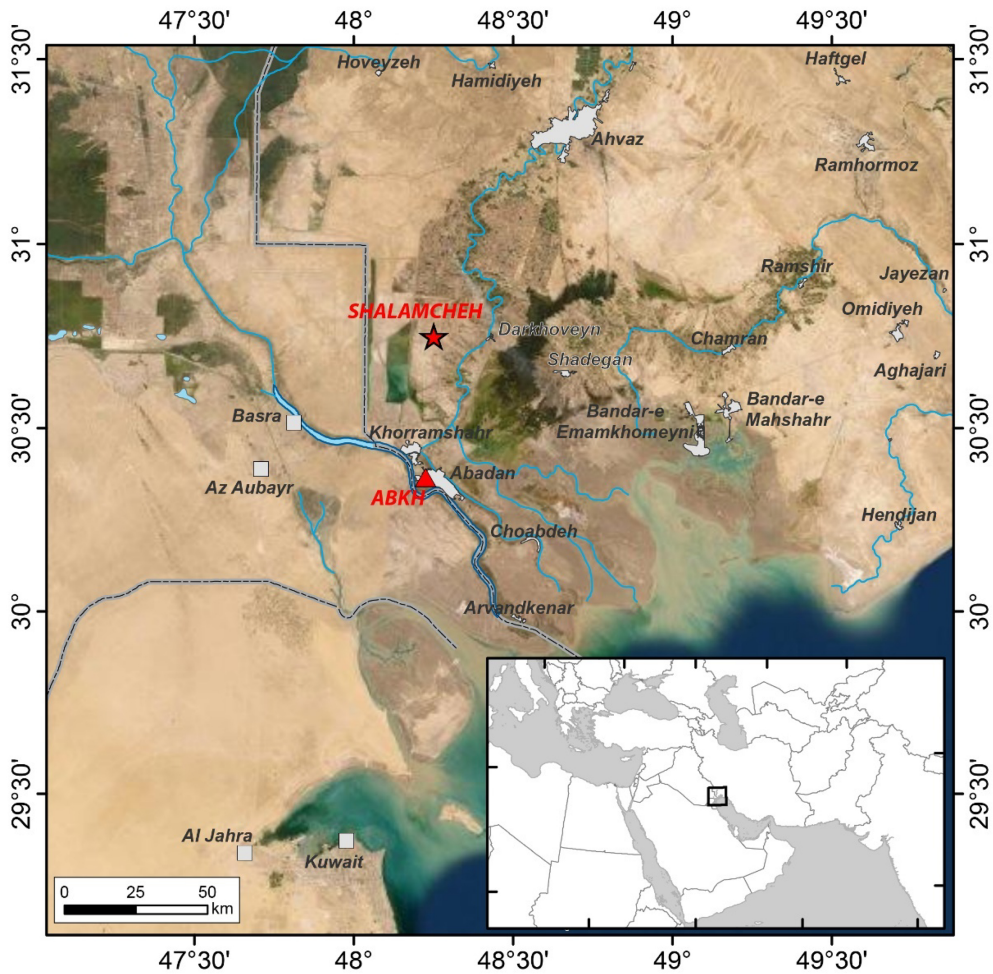 47°30'
48°
48°30'
49°
49°30'
31°30'
31°30'
Hoveyzeh
Hamidiyeh
Haftgel
Ahvaz
Ramhormoz
31°
31°
Ramshir
Jayezan
SHALAMCHEH
Omidiyeh
Darkhoveyn
Chamran
Shadegan
Aghajari
Basra
Bandar-e
Emamkhomeyni
Bandar-e
Mahshahr
30°30'
30°30'
Khorramshahr
Az Aubayr
Abadan
ABKH
Hendijan
Choabdeh
Arvandkenar
30°
30°
29°30'
29°30'
Al Jahra
Kuwait
0 25 50
km
47°30'
48°
48°30'
49°
49°30'